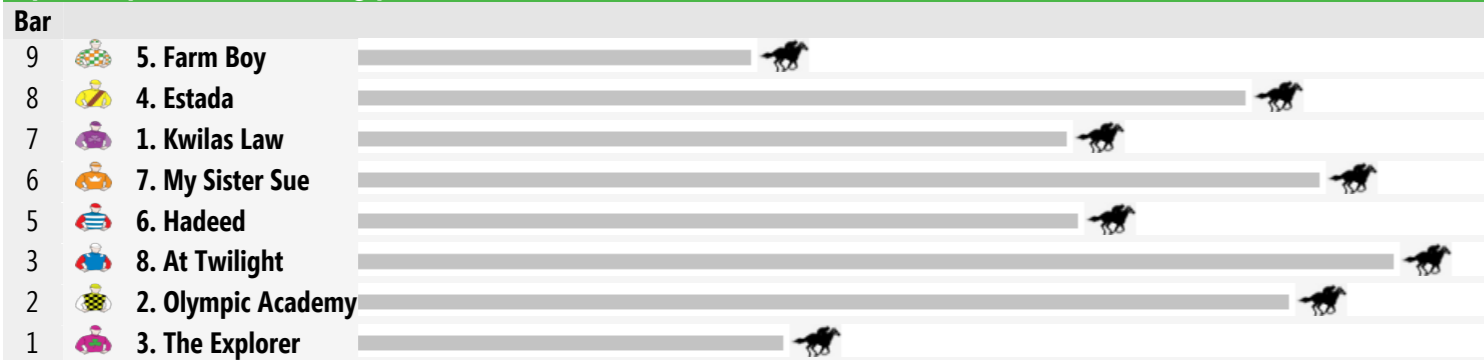 Bar
9 5. Farm Boy
8 4. Estada
7 1. Kwilas Law
6 7. My Sister Sue
5 6. Hadeed
3 8. At Twilight
2 2. Olympic Academy
1 3. The Explorer